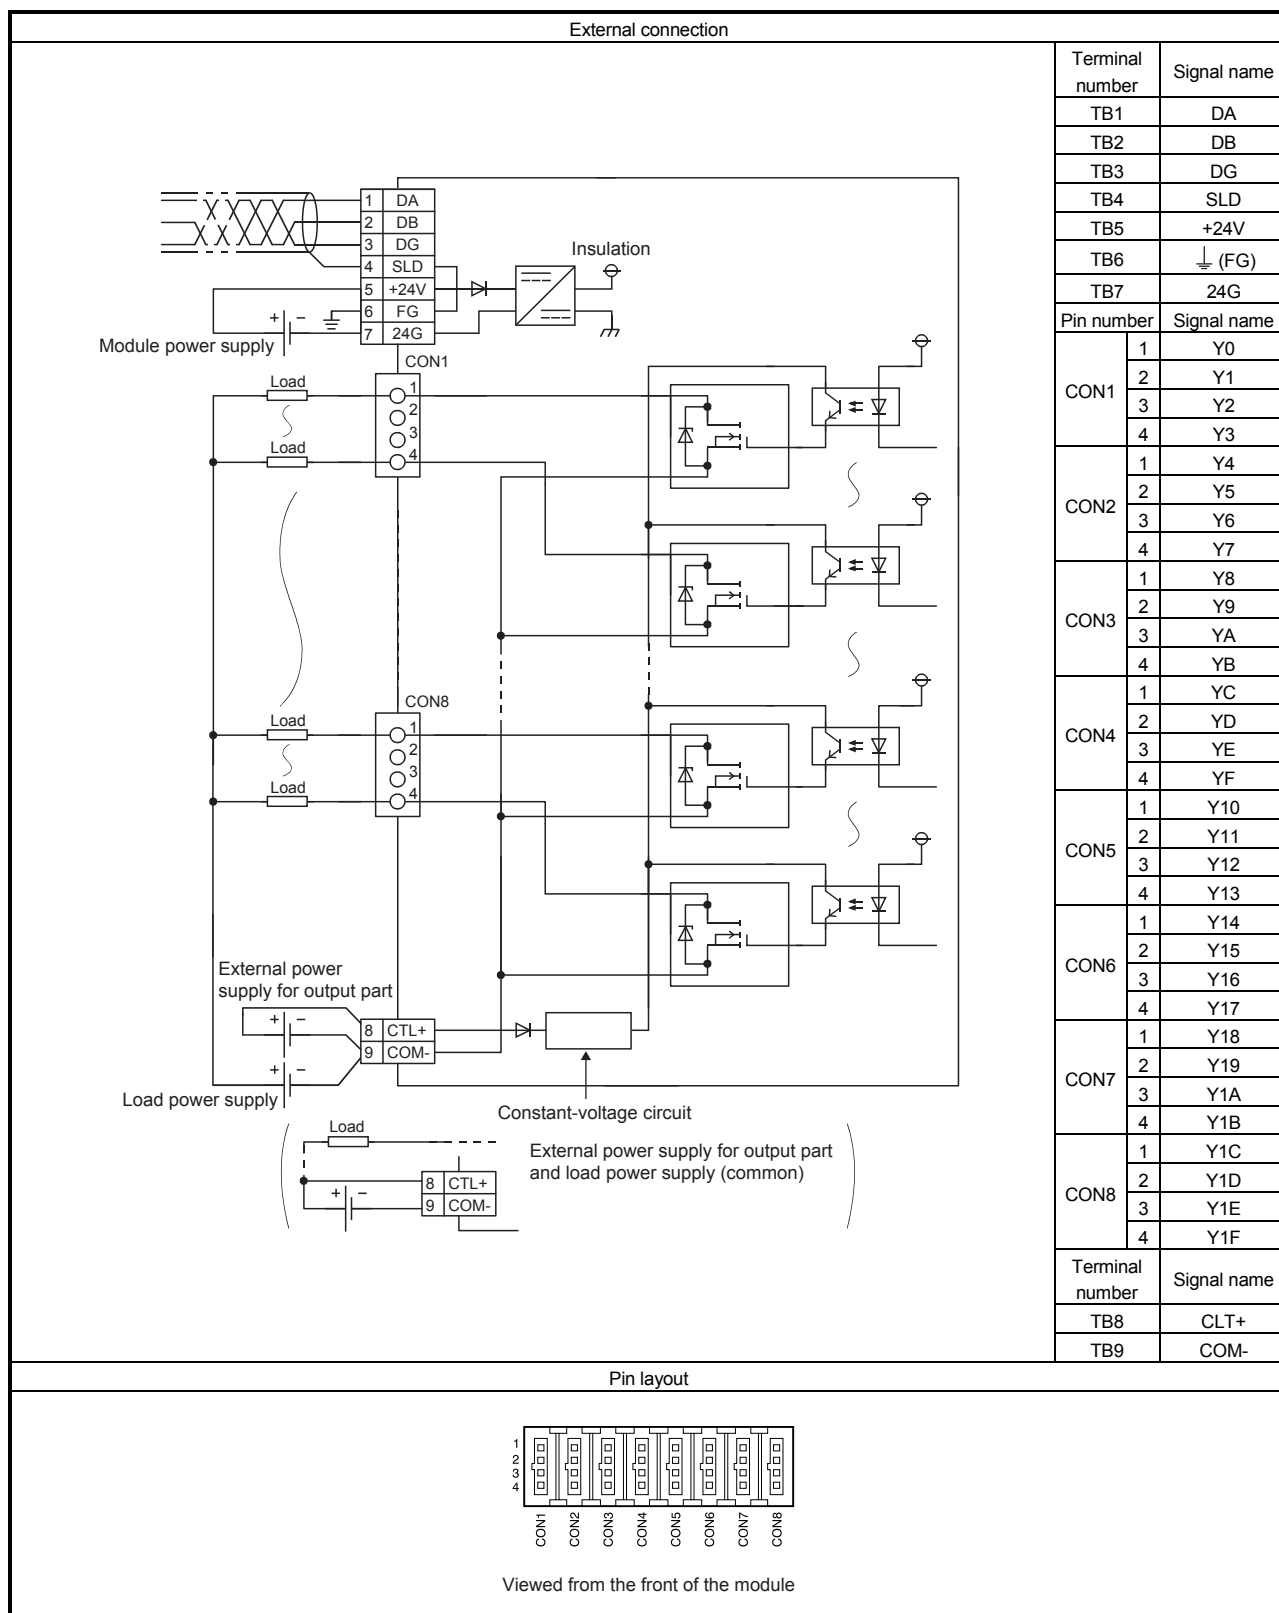 External connection
Terminal number Signal name
TB1 DA
TB2 DB
TB3 DG
TB4 SLD
TB5 +24V
TB6 ⏚ (FG)
TB7 24G
Pin number Signal name
CON1 1 Y0
2 Y1
3 Y2
4 Y3
CON2 1 Y4
2 Y5
3 Y6
4 Y7
CON3 1 Y8
2 Y9
3 YA
4 YB
CON4 1 YC
2 YD
3 YE
4 YF
CON5 1 Y10
2 Y11
3 Y12
4 Y13
CON6 1 Y14
2 Y15
3 Y16
4 Y17
CON7 1 Y18
2 Y19
3 Y1A
4 Y1B
CON8 1 Y1C
2 Y1D
3 Y1E
4 Y1F
Terminal number Signal name
TB8 CLT+
TB9 COM-
1 DA
2 DB
3 DG
4 SLD
5 +24V
6 FG
7 24G
Insulation
+ −
Module power supply
CON1
Load
1
2
3
Load
4
CON8
Load
1
2
3
Load
4
External power
supply for output part
+ −
8 CTL+
9 COM-
+ −
Load power supply
Constant-voltage circuit
Load
External power supply for output part
and load power supply (common)
8 CTL+
+ −
9 COM-
Pin layout
1
2
3
4
CON1
CON2
CON3
CON4
CON5
CON6
CON7
CON8
Viewed from the front of the module